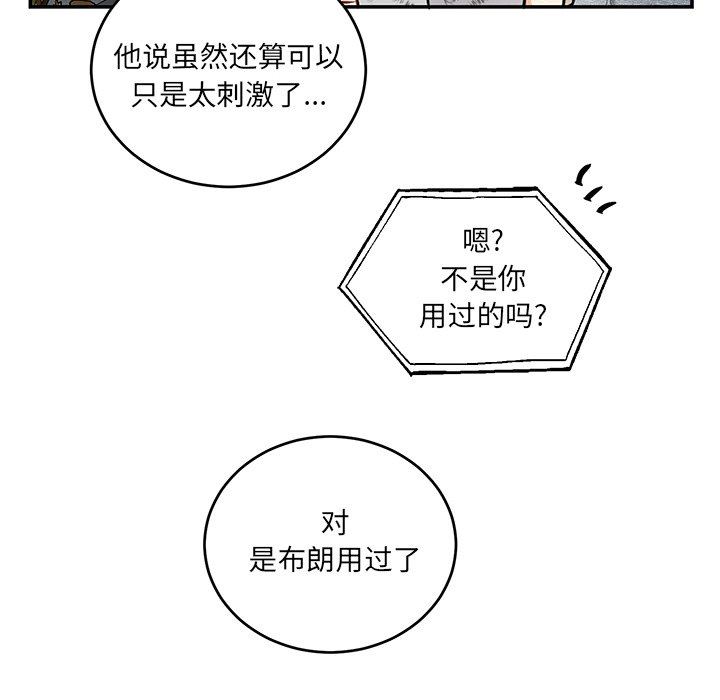 他说虽然还算可以
只是太刺激了...
嗯?
不是你
用过的吗?
对
是布朗用过了